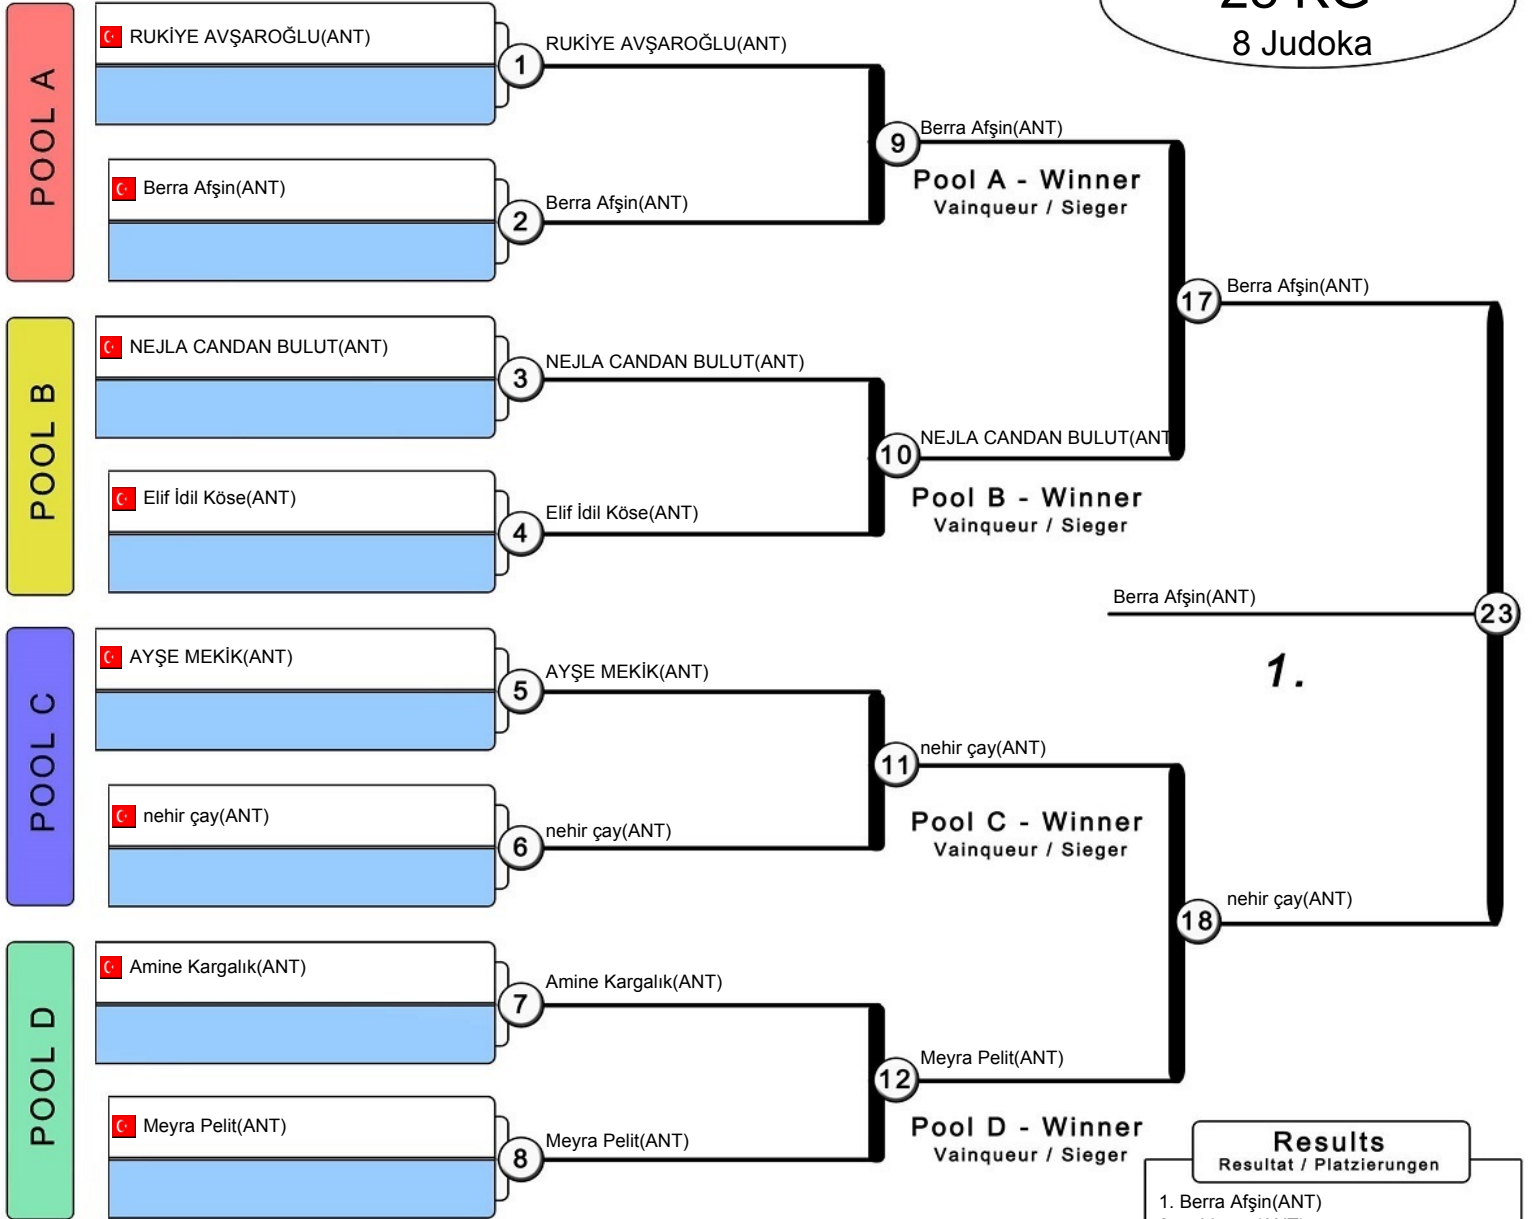 8 Judoka
POOL A
RUKİYE AVŞAROĞLU(ANT)
1
RUKİYE AVŞAROĞLU(ANT)
Berra Afşin(ANT)
2
Berra Afşin(ANT)
9
Berra Afşin(ANT)
Pool A - Winner
Vainqueur / Sieger
17
Berra Afşin(ANT)
POOL B
NEJLA CANDAN BULUT(ANT)
3
NEJLA CANDAN BULUT(ANT)
Elif İdil Köse(ANT)
4
Elif İdil Köse(ANT)
10
NEJLA CANDAN BULUT(ANT
Pool B - Winner
Vainqueur / Sieger
Berra Afşin(ANT)
23
1.
POOL C
AYŞE MEKİK(ANT)
5
AYŞE MEKİK(ANT)
nehir çay(ANT)
6
nehir çay(ANT)
11
nehir çay(ANT)
Pool C - Winner
Vainqueur / Sieger
18
nehir çay(ANT)
POOL D
Amine Kargalık(ANT)
7
Amine Kargalık(ANT)
Meyra Pelit(ANT)
8
Meyra Pelit(ANT)
12
Meyra Pelit(ANT)
Pool D - Winner
Vainqueur / Sieger
Results
Resultat / Platzierungen
1. Berra Afşin(ANT)